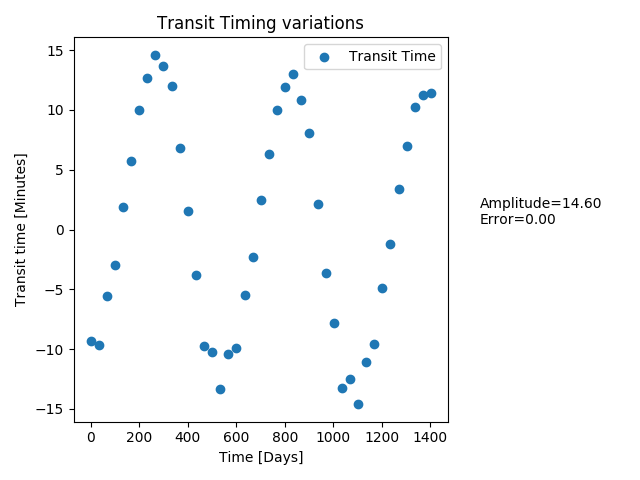 Transit Timing variations
Transit Time
15
10
5
0
−5
−10
−15
Transit time [Minutes]
0 200 400 600 800 1000 1200 1400
Time [Days]
Amplitude=14.60
Error=0.00